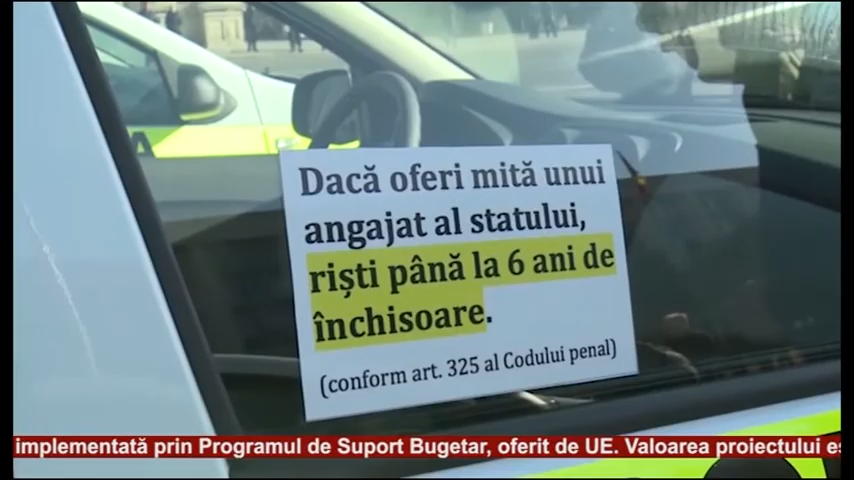 Dacă oferi mită unui
angajat al statului,
riști până la 6 ani de
închisoare.
(conform art. 325 al Codului penal)
implementată prin Programul de Suport Bugetar, oferit de UE. Valoarea proiectului